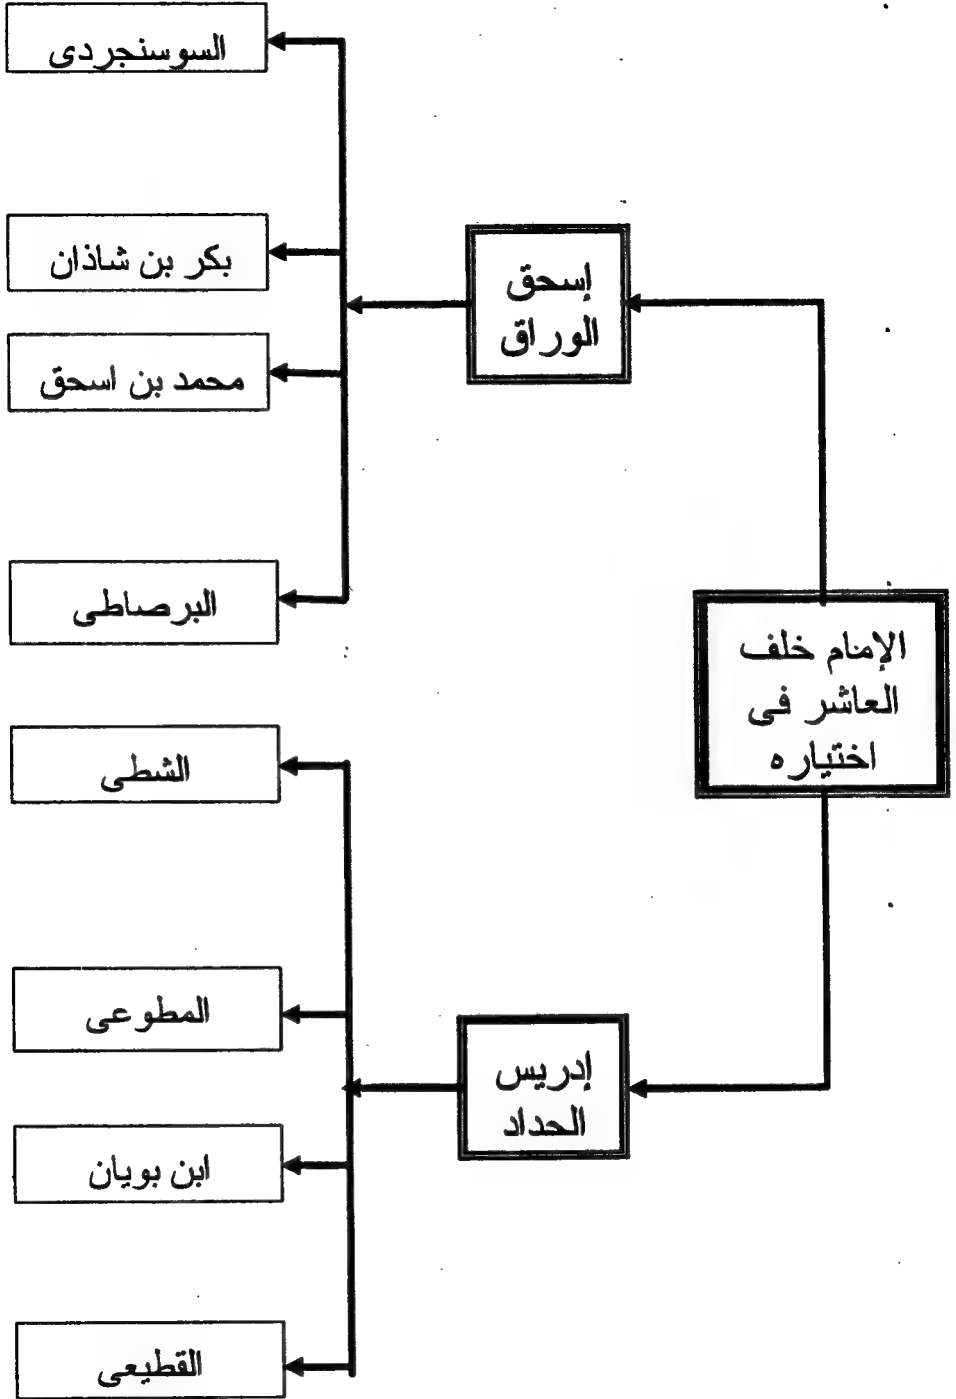 الإمام خلف
العاشر فى
اختياره
إسحق
الوراق
السوسنجردى
بكر بن شاذان
محمد بن اسحق
البرصاطى
إدريس
الحداد
الشطى
المطوعى
ابن بويان
القطيعى